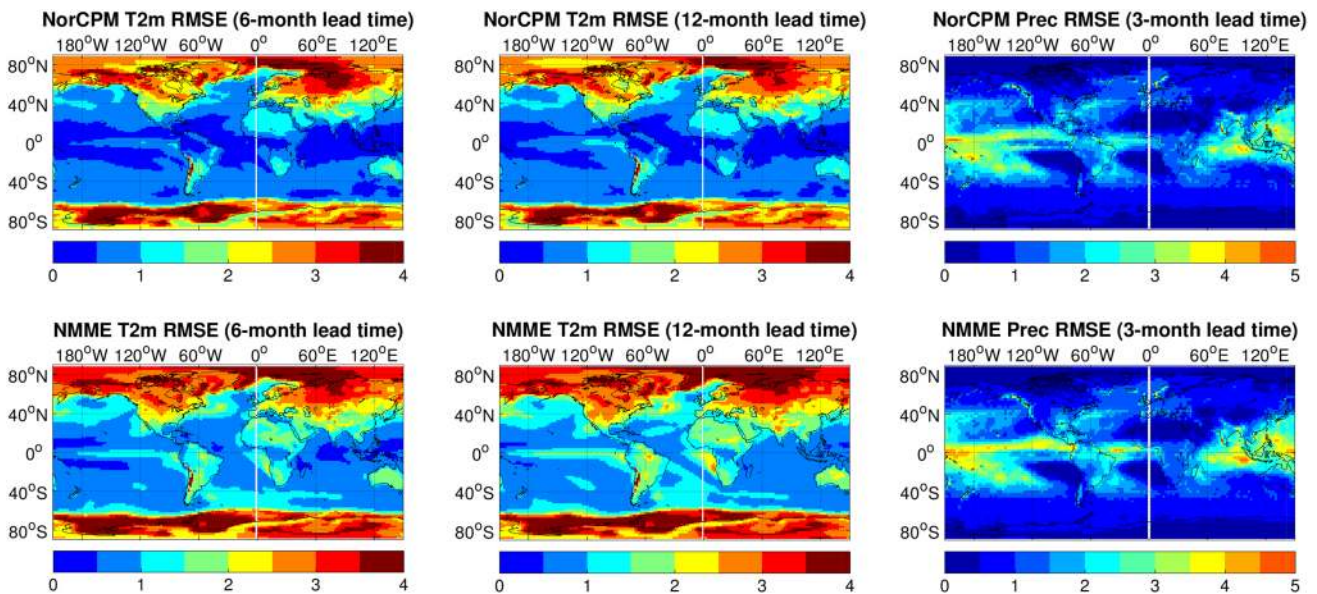 NorCPM T2m RMSE (6-month lead time)
180°W 120°W 60°W 0° 60°E 120°E
80°N
40°N
0°
40°S
80°S
0 1 2 3 4
NorCPM T2m RMSE (12-month lead time)
180°W 120°W 60°W 0° 60°E 120°E
80°N
40°N
0°
40°S
80°S
0 1 2 3 4
NorCPM Prec RMSE (3-month lead time)
180°W 120°W 60°W 0° 60°E 120°E
80°N
40°N
0°
40°S
80°S
0 1 2 3 4 5
NMME T2m RMSE (6-month lead time)
180°W 120°W 60°W 0° 60°E 120°E
80°N
40°N
0°
40°S
80°S
0 1 2 3 4
NMME T2m RMSE (12-month lead time)
180°W 120°W 60°W 0° 60°E 120°E
80°N
40°N
0°
40°S
80°S
0 1 2 3 4
NMME Prec RMSE (3-month lead time)
180°W 120°W 60°W 0° 60°E 120°E
80°N
40°N
0°
40°S
80°S
0 1 2 3 4 5